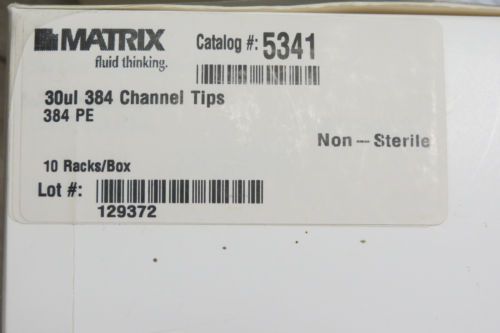 MATRIX
fluid thinking.
Catalog #: 5341
30ul 384 Channel Tips
384 PE
Non-Sterile
10 Racks/Box
Lot #:
129372